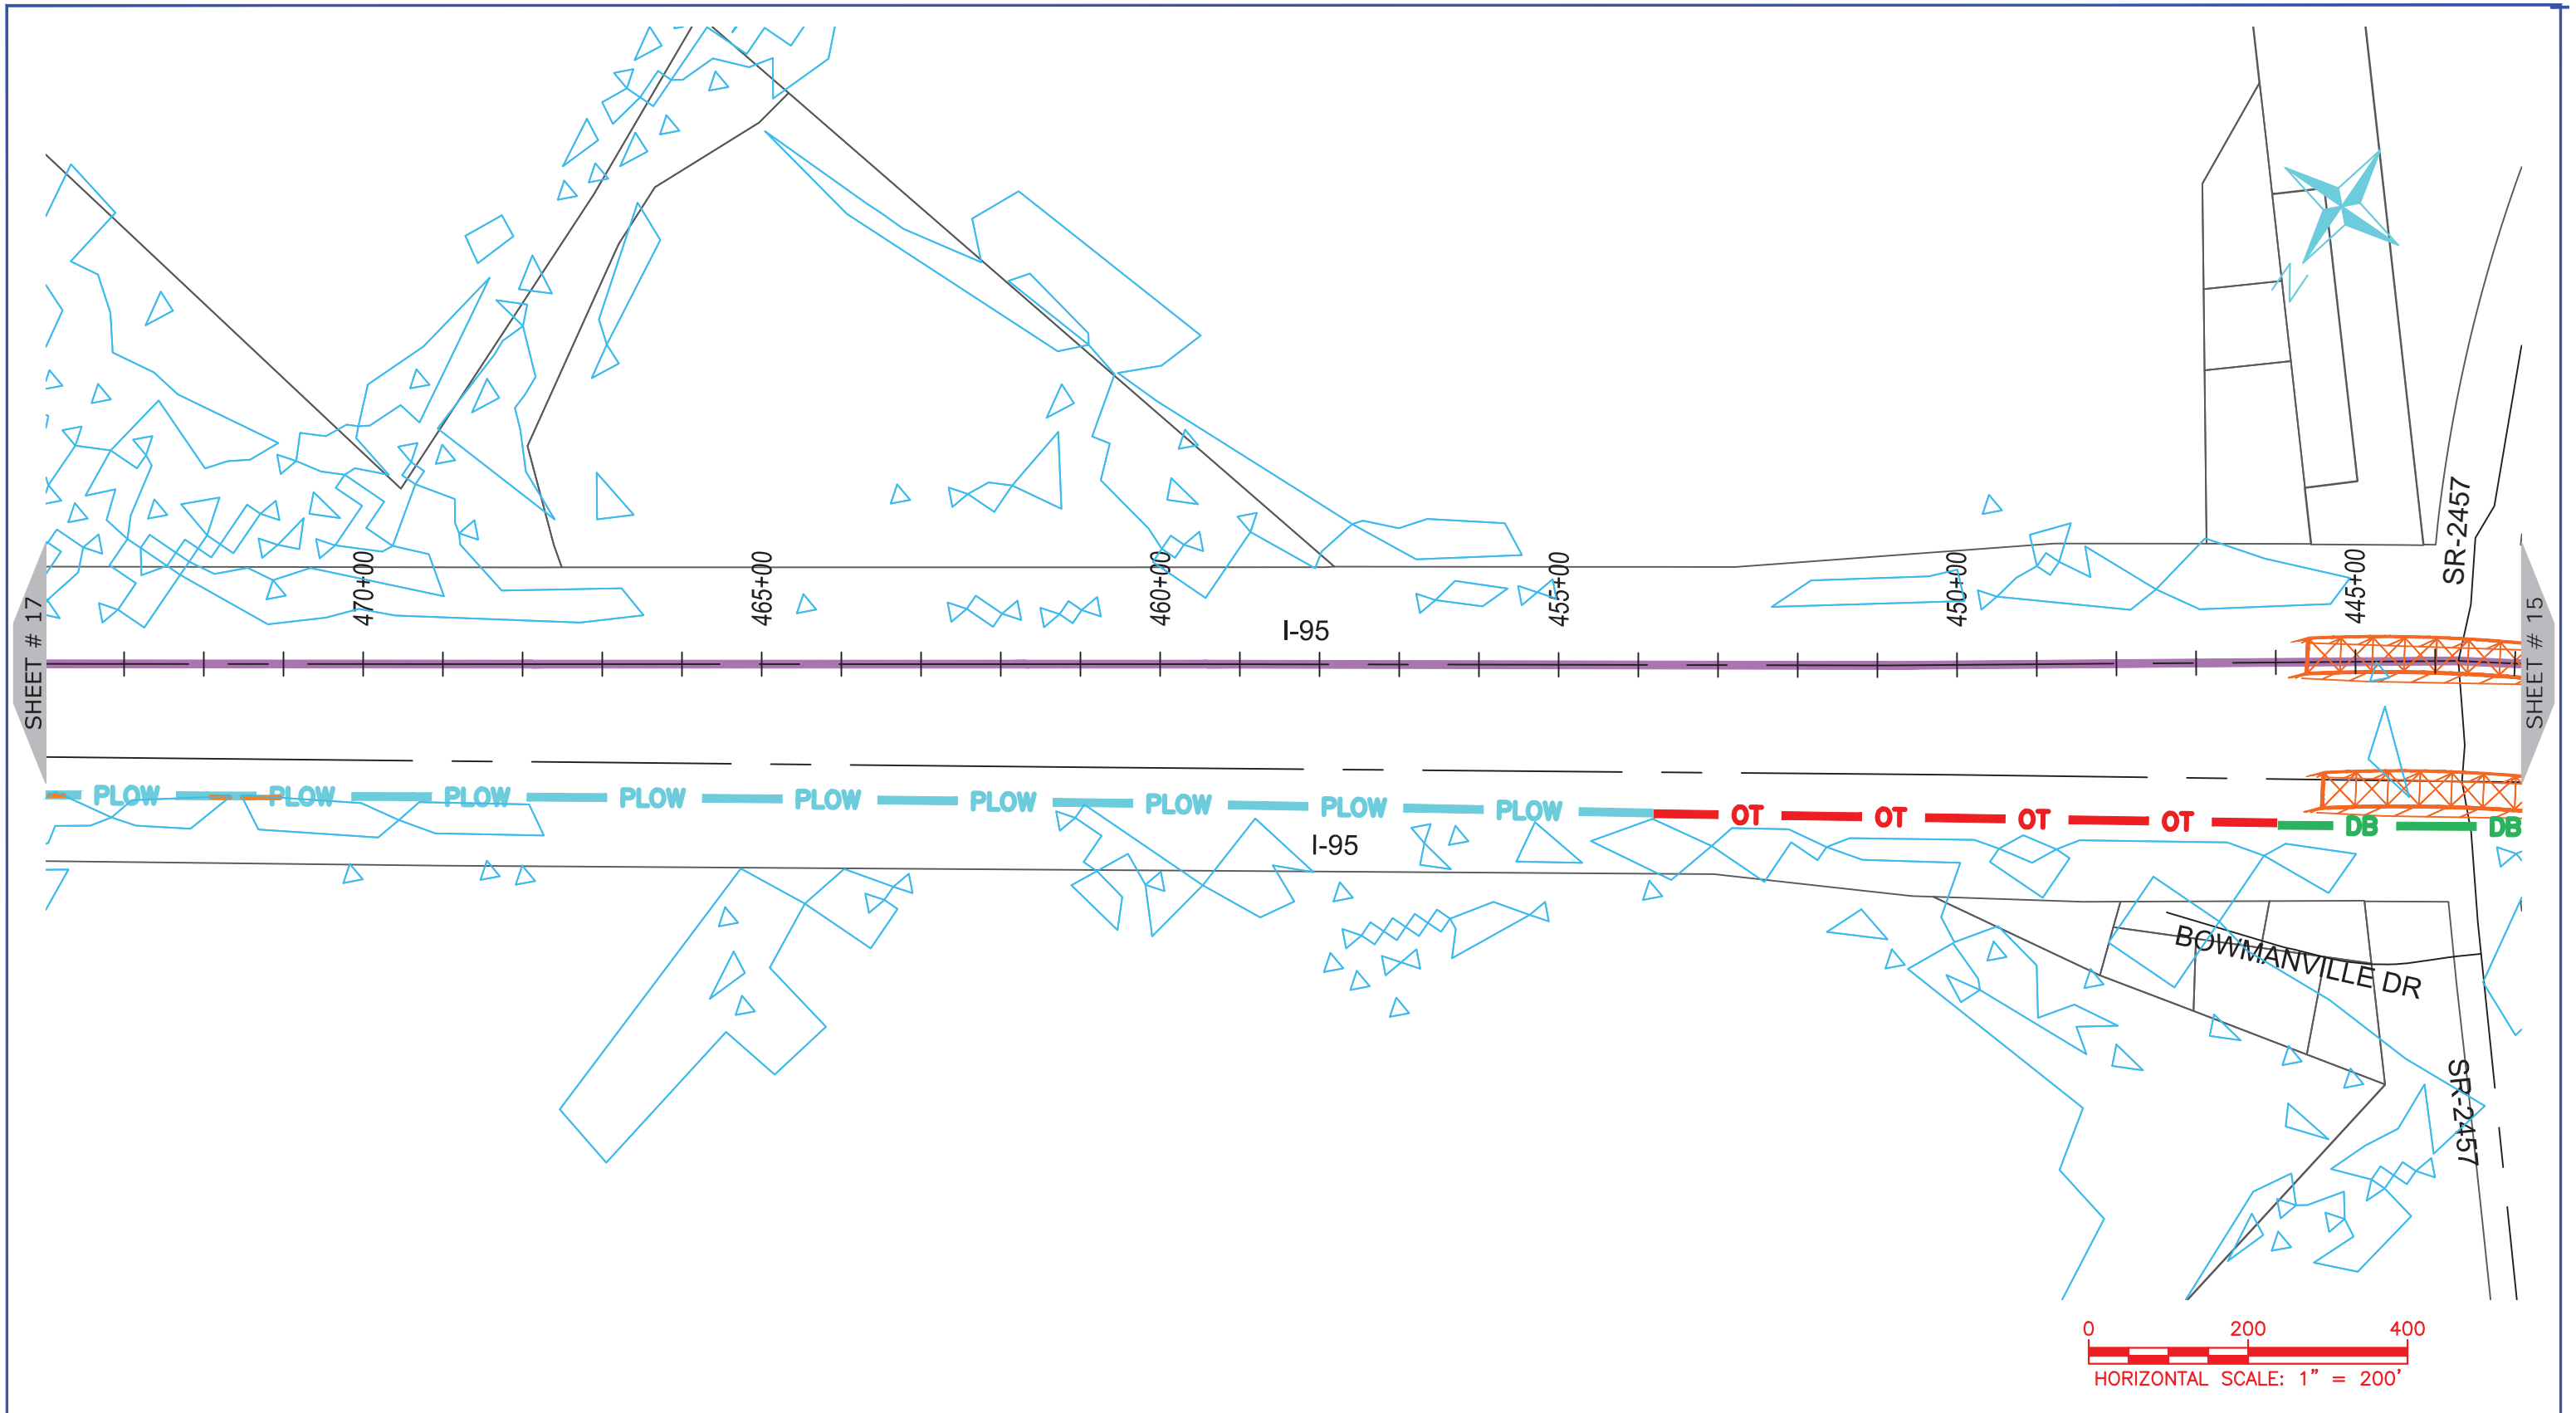 N
SR-2457
470+00 465+00 460+00 455+00 450+00 445+00
I-95
SHEET # 17
SHEET # 15
PLOW PLOW PLOW PLOW PLOW PLOW PLOW PLOW PLOW OT OT OT OT DB DB
I-95
BOWMANVILLE DR
SR-2457
0 200 400
HORIZONTAL SCALE: 1" = 200'